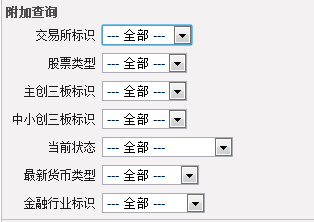 附加查询
交易所标识 --- 全部 ---
股票类型 --- 全部 ---
主创三板标识 --- 全部 ---
中小创三板标识 --- 全部 ---
当前状态 --- 全部 ---
最新货币类型 --- 全部 ---
金融行业标识 --- 全部 ---